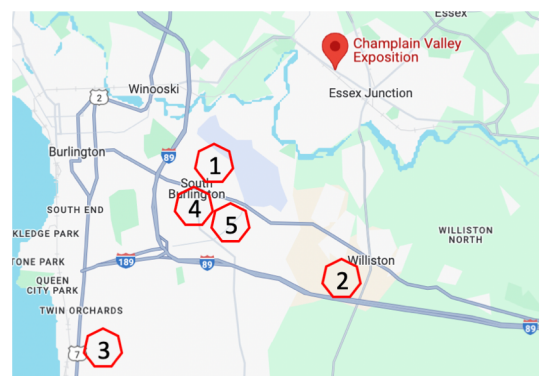 Essex
Champlain Valley
Exposition
2
Winooski
Essex Junction
Burlington
89
1
South
Burlington
4
5
SOUTH END
KLEDGE PARK
WILLISTON
NORTH
TONE PARK
189
89
Williston
2
QUEEN
CITY PARK
TWIN ORCHARDS
89
7
3